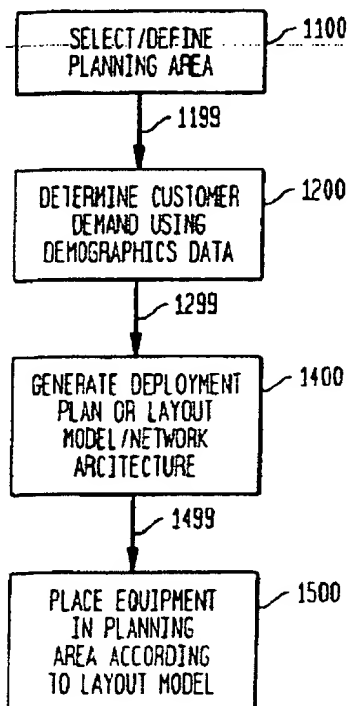 SELECT/DEFINE
PLANNING AREA
1100
1199
DETERMINE CUSTOMER
DEMAND USING
DEMOGRAPHICS DATA
1200
1299
GENERATE DEPLOYMENT
PLAN OR LAYOUT
MODEL/NETWORK
ARCITECTURE
1400
1499
PLACE EQUIPMENT
IN PLANNING
AREA ACCORDING
TO LAYOUT MODEL
1500